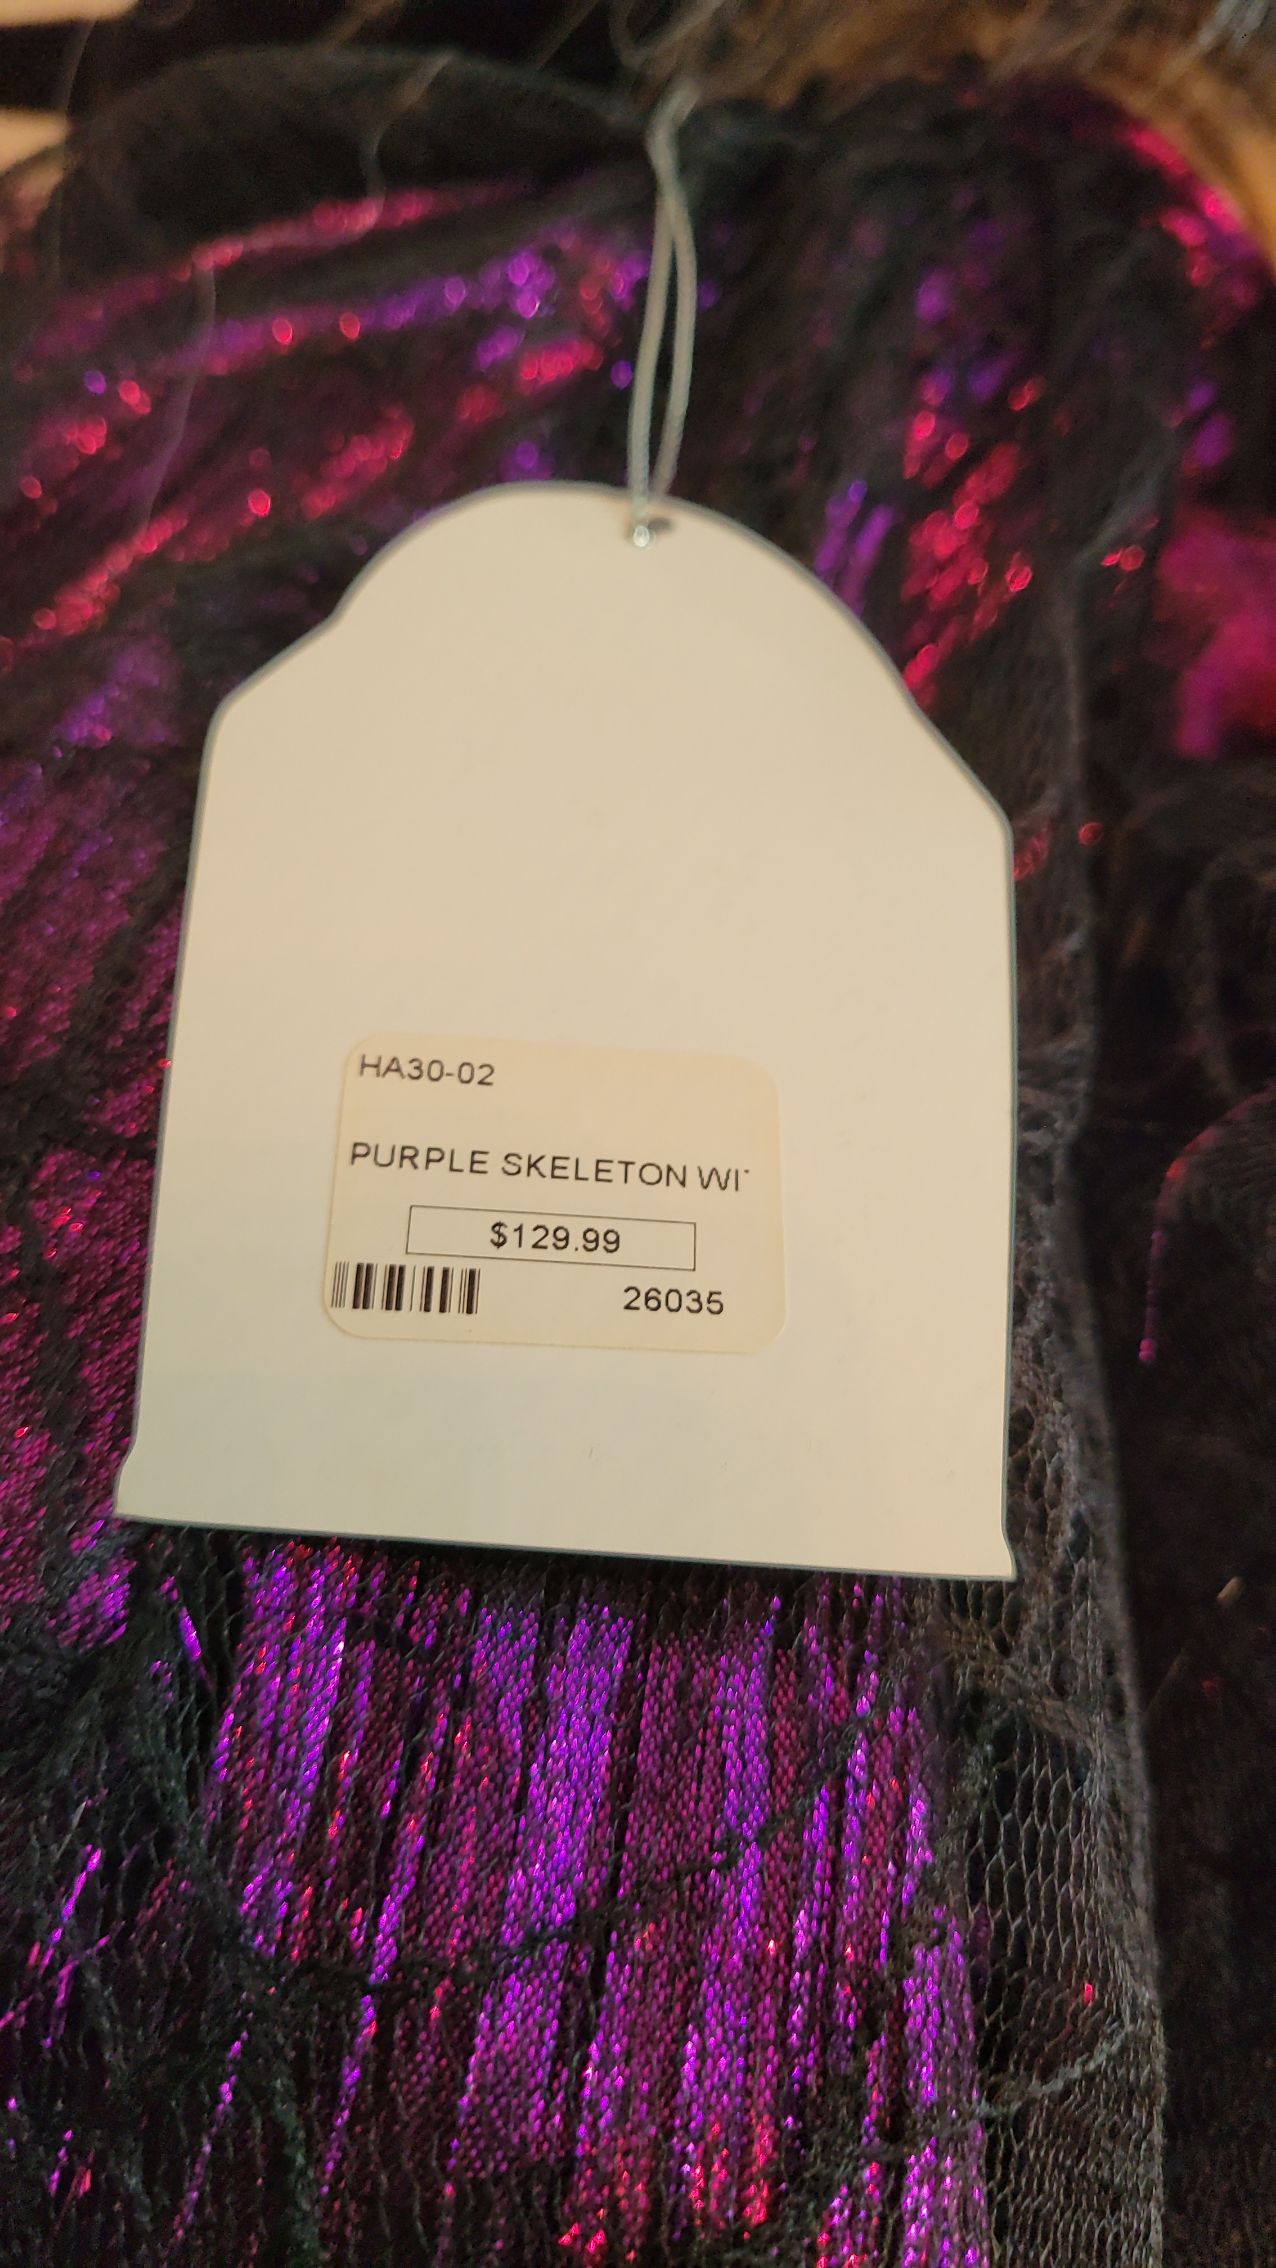 HA30-02
PURPLE SKELETON WI
$129.99
26035